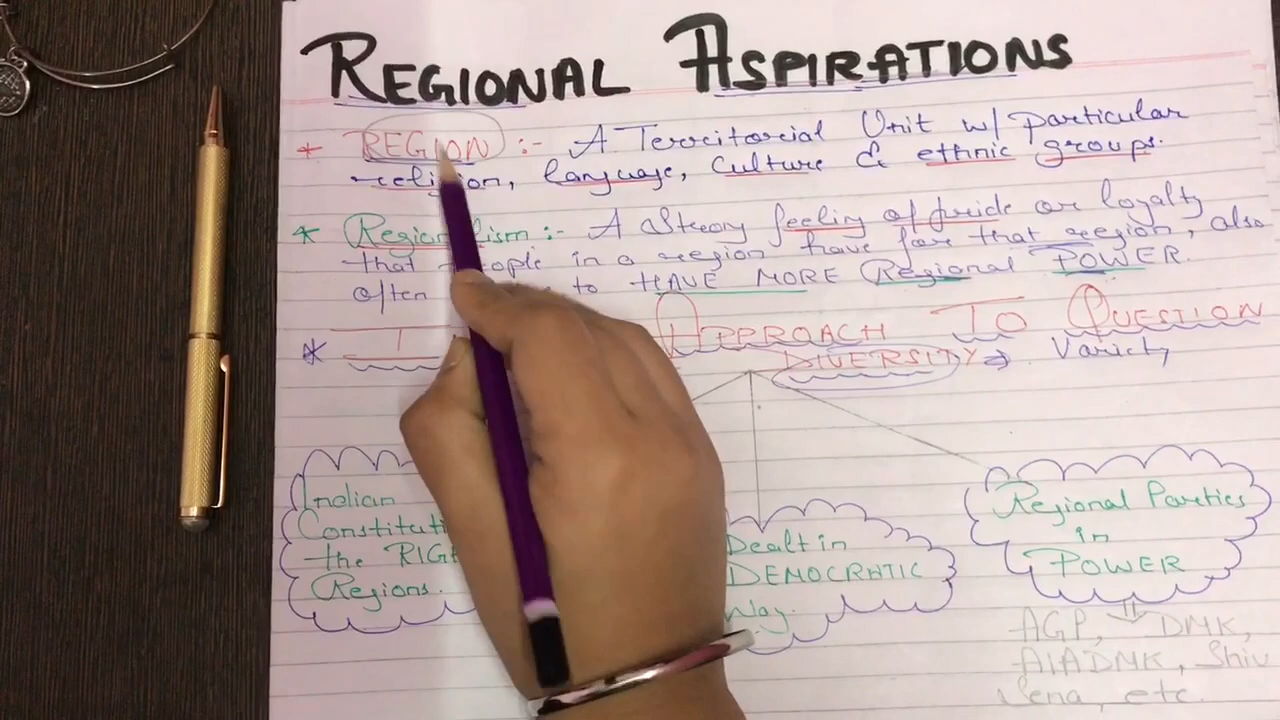 REGIONAL ASPIRATIONS
* REGION :- A Territorial Unit w/ particular
religion, language, culture & ethnic groups.
* Regionalism :- A strong feeling of pride or loyalty
that people in a region have for that region, also
often to HAVE MORE Regional POWER.
* I APPROACH TO QUESTION
DIVERSITY → Variety
Indian
Constituti
the RIG
Regions.
Dealt in
DEMOCRATIC
Way.
Regional Parties
in
POWER
AGP, DMK,
AIADMK, Shiv
Sena, etc.